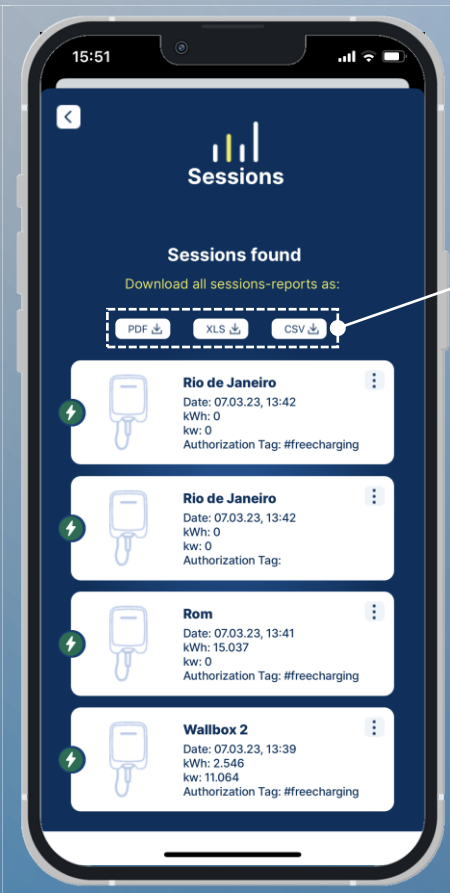 15:51
Sessions
Sessions found
Download all sessions-reports as:
PDF XLS CSV
Rio de Janeiro
Date: 07.03.23, 13:42
kWh: 0
kw: 0
Authorization Tag: #freecharging
Rio de Janeiro
Date: 07.03.23, 13:42
kWh: 0
kw: 0
Authorization Tag:
Rom
Date: 07.03.23, 13:41
kWh: 15.037
kw: 0
Authorization Tag: #freecharging
Wallbox 2
Date: 07.03.23, 13:39
kWh: 2.546
kw: 11.064
Authorization Tag: #freecharging